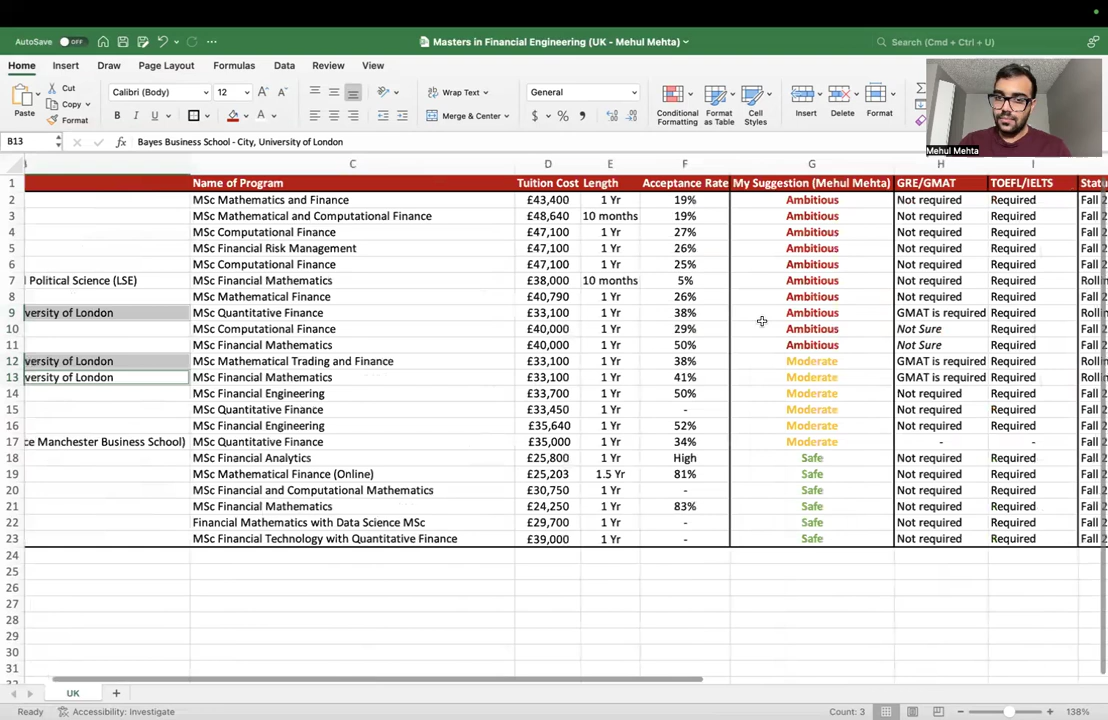 AutoSave OFF Masters in Financial Engineering (UK - Mehul Mehta) Search (Cmd + Ctrl + U)
Home Insert Draw Page Layout Formulas Data Review View
Paste Cut Copy Format Calibri (Body) 12 Wrap Text Merge & Center General Conditional Formatting Format as Table Cell Styles Insert Delete Format
Mehul Mehta
B13 fx Bayes Business School - City, University of London
C D E F G H I
1 Name of Program Tuition Cost Length Acceptance Rate My Suggestion (Mehul Mehta) GRE/GMAT TOEFL/IELTS
2 MSc Mathematics and Finance £43,400 1 Yr 19% Ambitious Not required Required Fall
3 MSc Mathematical and Computational Finance £48,640 10 months 19% Ambitious Not required Required Fall
4 MSc Computational Finance £47,100 1 Yr 27% Ambitious Not required Required Fall
5 MSc Financial Risk Management £47,100 1 Yr 26% Ambitious Not required Required Fall
6 MSc Computational Finance £47,100 1 Yr 25% Ambitious Not required Required Fall
7 Political Science (LSE) MSc Financial Mathematics £38,000 10 months 5% Ambitious Not required Required
8 MSc Mathematical Finance £40,790 1 Yr 26% Ambitious Not required Required Fall
9 versity of London MSc Quantitative Finance £33,100 1 Yr 38% Ambitious GMAT is required Required
10 MSc Computational Finance £40,000 1 Yr 29% Ambitious Not Sure Required Fall
11 MSc Financial Mathematics £40,000 1 Yr 50% Ambitious Not Sure Required Fall
12 versity of London MSc Mathematical Trading and Finance £33,100 1 Yr 38% Moderate GMAT is required Required
13 versity of London MSc Financial Mathematics £33,100 1 Yr 41% Moderate GMAT is required Required
14 MSc Financial Engineering £33,700 1 Yr 50% Moderate Not required Required Fall
15 MSc Quantitative Finance £33,450 1 Yr - Moderate Not required Required Fall
16 MSc Financial Engineering £35,640 1 Yr 52% Moderate Not required Required Fall
17 ce Manchester Business School) MSc Quantitative Finance £35,000 1 Yr 34% Moderate - - Fall
18 MSc Financial Analytics £25,800 1 Yr High Safe Not required Required Fall
19 MSc Mathematical Finance (Online) £25,203 1.5 Yr 81% Safe Not required Required Fall
20 MSc Financial and Computational Mathematics £30,750 1 Yr - Safe Not required Required Fall
21 MSc Financial Mathematics £24,250 1 Yr 83% Safe Not required Required Fall
22 Financial Mathematics with Data Science MSc £29,700 1 Yr - Safe Not required Required Fall
23 MSc Financial Technology with Quantitative Finance £39,000 1 Yr - Safe Not required Required Fall
24
25
26
27
28
29
30
31
UK
Ready Accessibility: Investigate Count: 3 138%